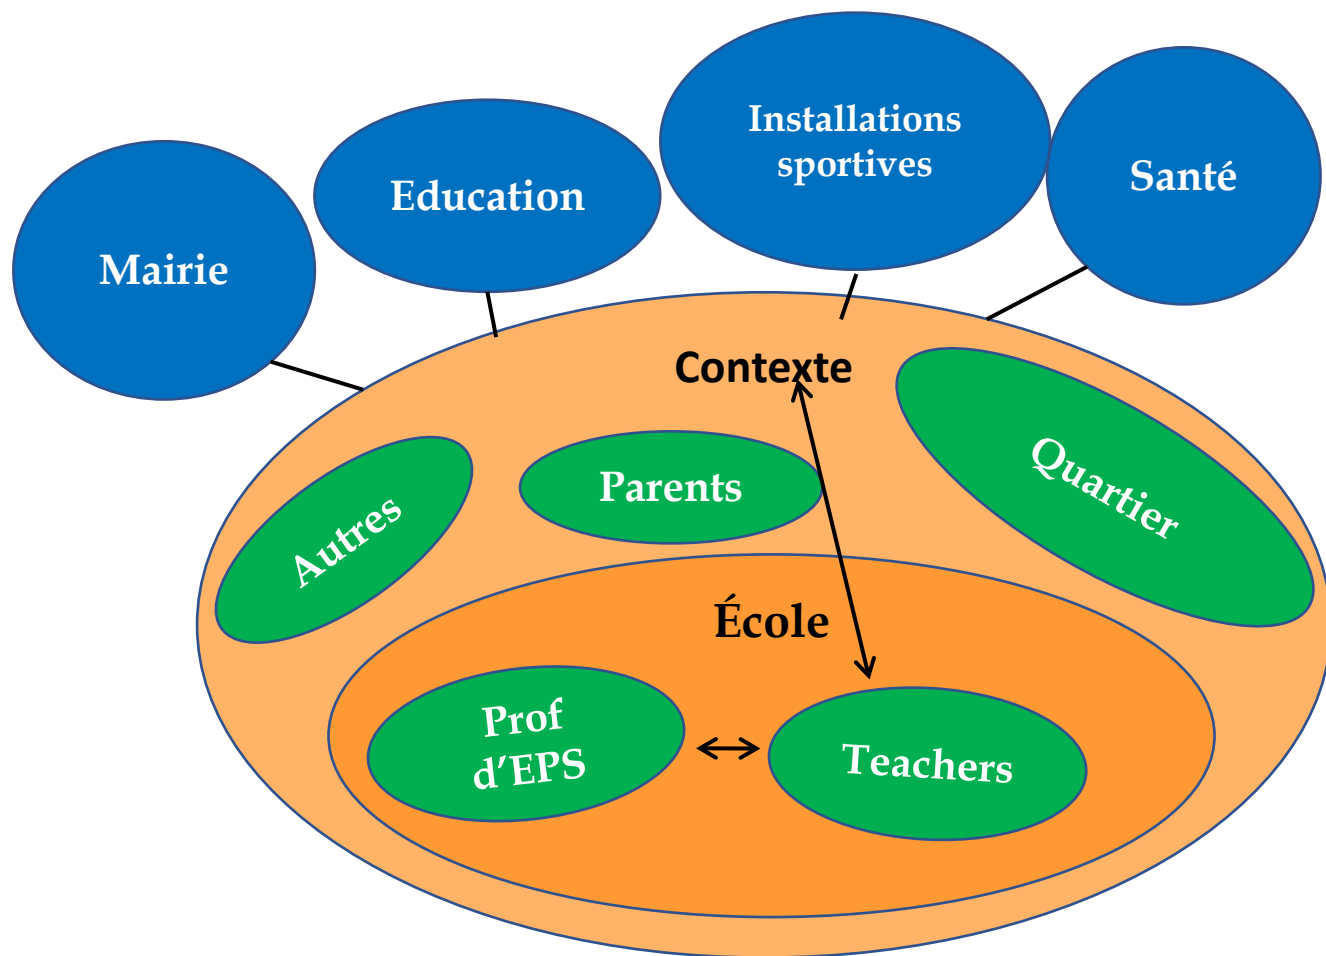 Installations
sportives
Santé
Education
Mairie
Contexte
Quartier
Parents
Autres
École
Prof
d’EPS
Teachers